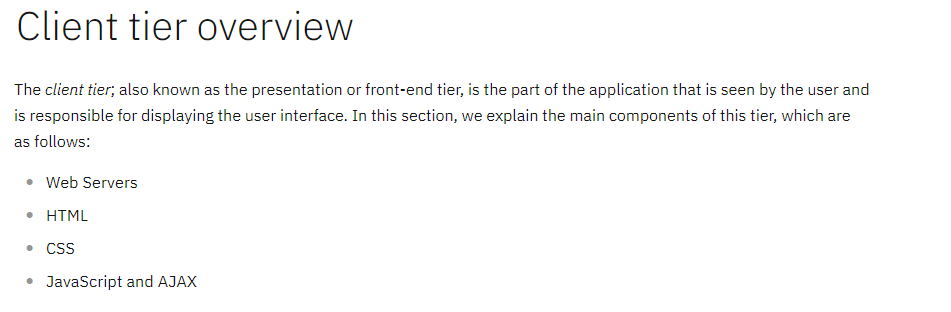 Client tier overview
The client tier; also known as the presentation or front-end tier, is the part of the application that is seen by the user and
is responsible for displaying the user interface. In this section, we explain the main components of this tier, which are
as follows:
• Web Servers
• HTML
• CSS
• JavaScript and AJAX